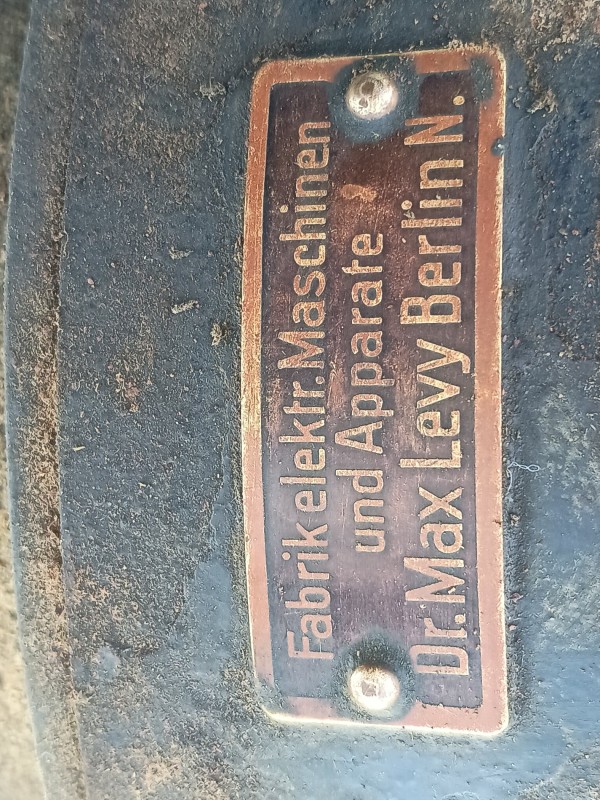 Fabrik elektr. Maschinen
und Apparate
Dr. Max Levy Berlin N.